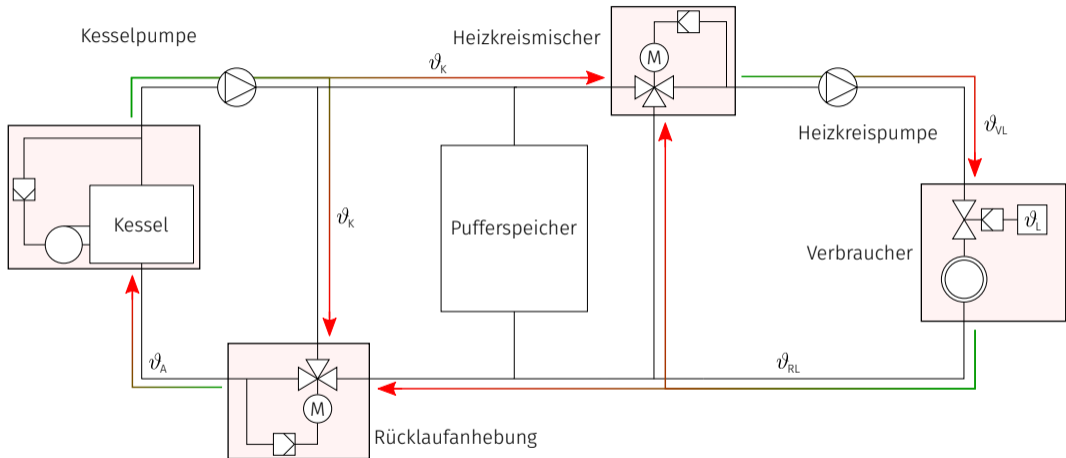 Kesselpumpe
Heizkreismischer
M
ϑK
Heizkreispumpe
ϑVL
Kessel
ϑK
Pufferspeicher
ϑL
Verbraucher
ϑA
ϑRL
M
Rücklaufanhebung